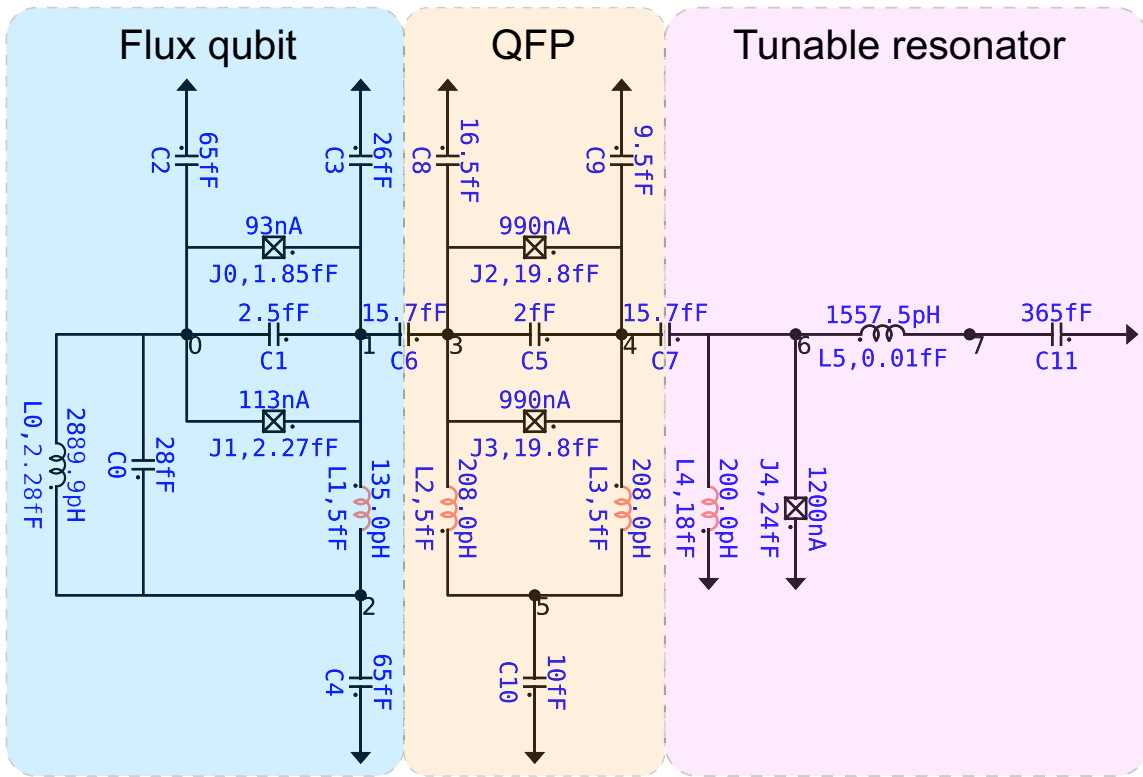 Flux qubit
QFP
Tunable resonator
C2
65fF
C3
26fF
C8
16.5fF
C9
9.5fF
93nA
J0,1.85fF
990nA
J2,19.8fF
2.5fF
C1
15.7fF
C6
2fF
C5
15.7fF
C7
1557.5pH
L5,0.01fF
365fF
C11
0
1
3
4
6
7
113nA
J1,2.27fF
990nA
J3,19.8fF
L0,2.28fF
2889.9pH
C0
28fF
L1,5fF
135.0pH
L2,5fF
208.0pH
L3,5fF
208.0pH
L4,18fF
200.0pH
J4,24fF
1200nA
2
5
C4
65fF
C10
10fF